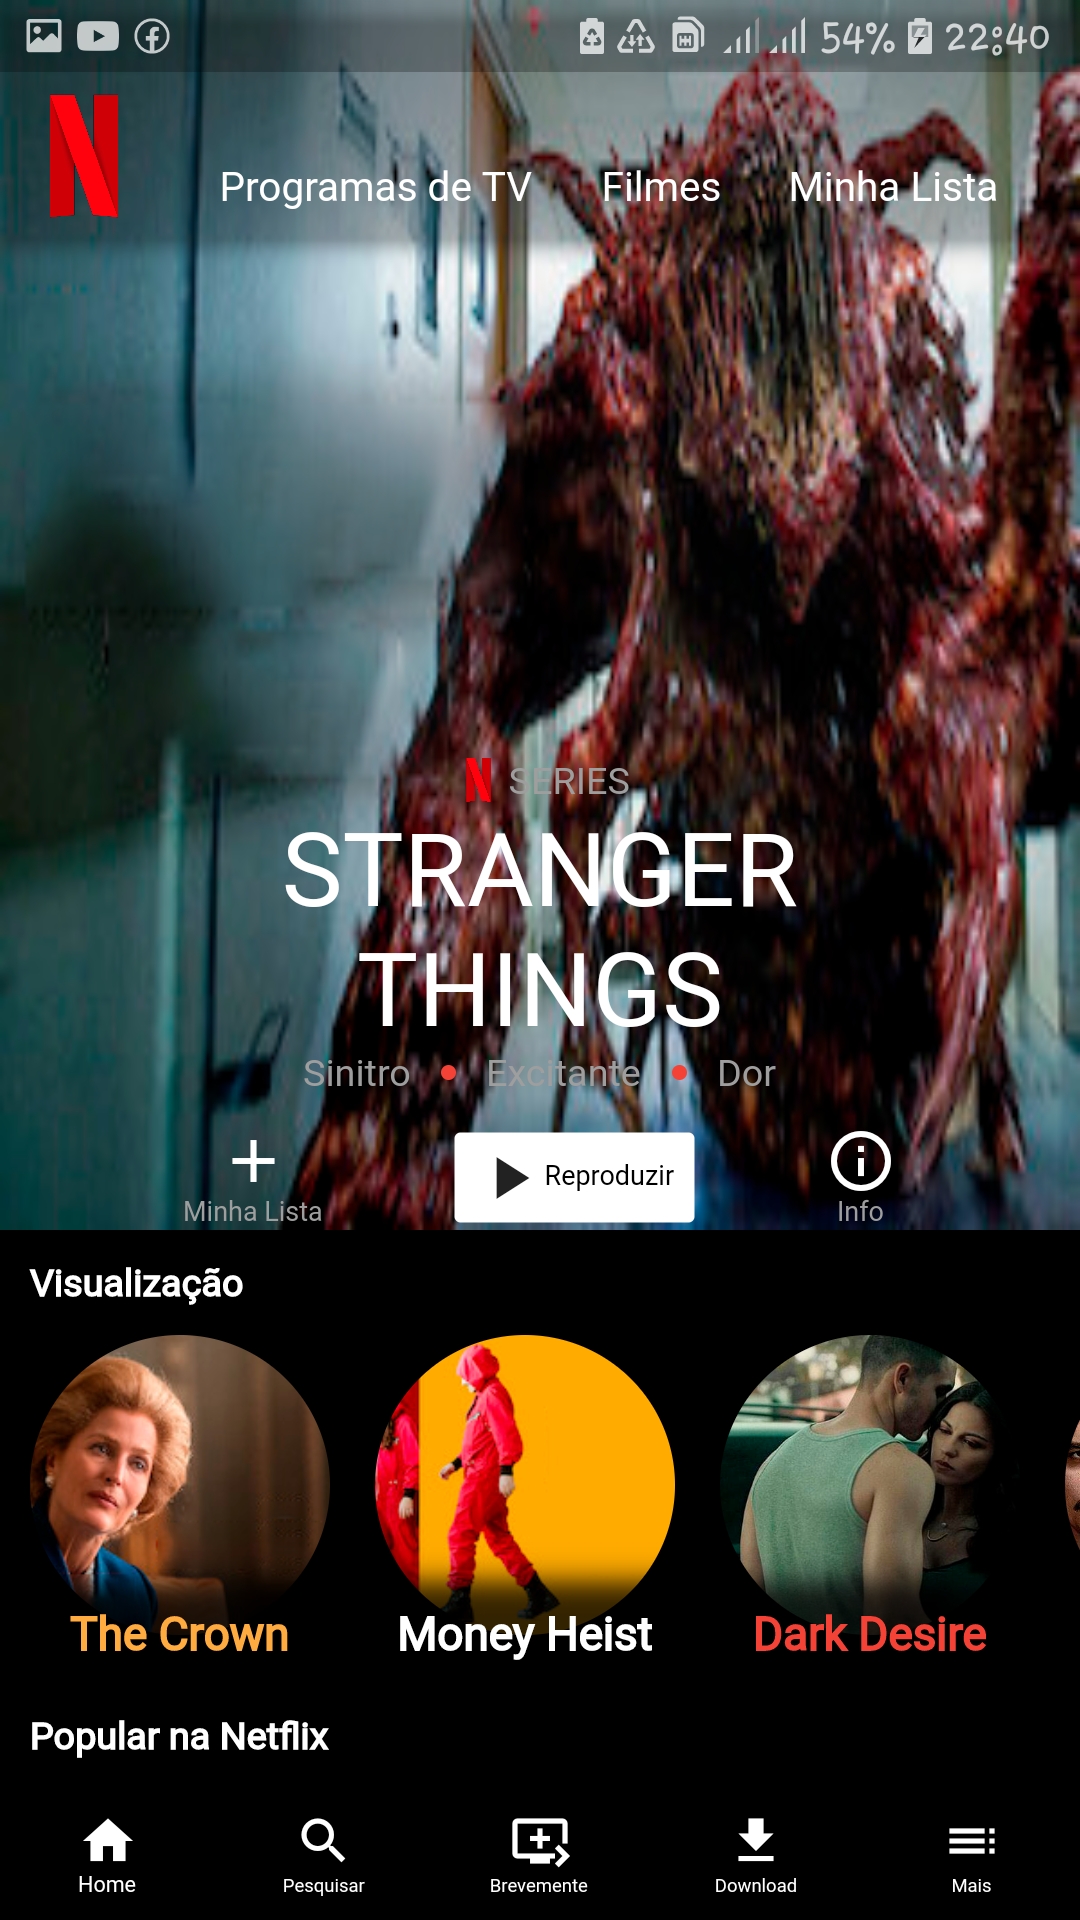 54% 22:40
N Programas de TV Filmes Minha Lista
N SERIES
STRANGER
THINGS
Sinitro • Excitante • Dor
Reproduzir
Minha Lista Info
Visualização
The Crown Money Heist Dark Desire
Popular na Netflix
Home Pesquisar Brevemente Download Mais